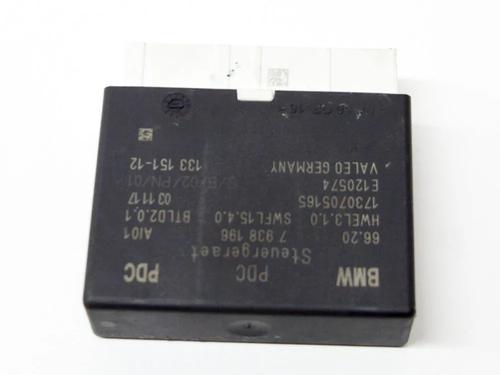 BMW PDC PDC
Steuergeraet
66.20 7 938 196 AI01
HWEL3.1.0 SWFL15.4.0 BTLD2.0.1
1730705165 03 11 17
E120574
VALEO GERMANY 133 151-12